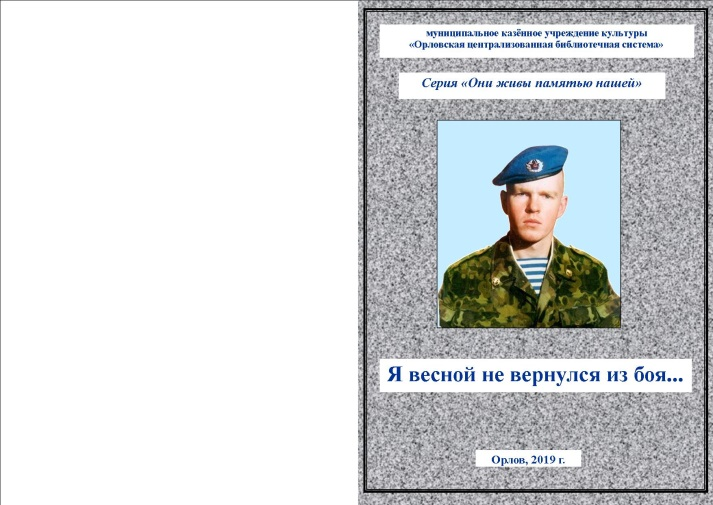 муниципальное казённое учреждение культуры
«Орловская централизованная библиотечная система»
Серия «Они живы памятью нашей»
Я весной не вернулся из боя...
Орлов, 2019 г.